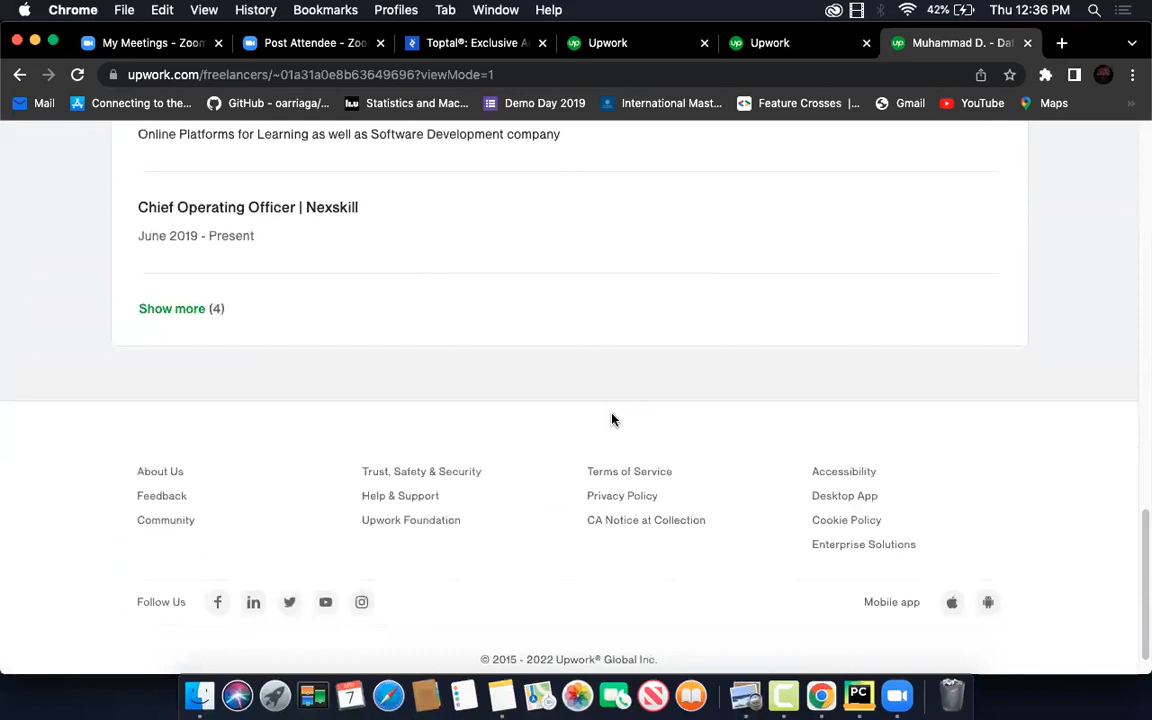 Chrome File Edit View History Bookmarks Profiles Tab Window Help 42% Thu 12:36 PM
My Meetings - Zoom Post Attendee - Zoo Toptal®: Exclusive A Upwork Upwork Muhammad D. - Dat
upwork.com/freelancers/~01a31a0e8b63649696?viewMode=1
Mail Connecting to the... GitHub - oarriaga/... Statistics and Mac... Demo Day 2019 International Mast... Feature Crosses |... Gmail YouTube Maps
Online Platforms for Learning as well as Software Development company
Chief Operating Officer | Nexskill
June 2019 - Present
Show more (4)
About Us Trust, Safety & Security Terms of Service Accessibility
Feedback Help & Support Privacy Policy Desktop App
Community Upwork Foundation CA Notice at Collection Cookie Policy
Enterprise Solutions
Follow Us Mobile app
© 2015 - 2022 Upwork® Global Inc.
7
PC